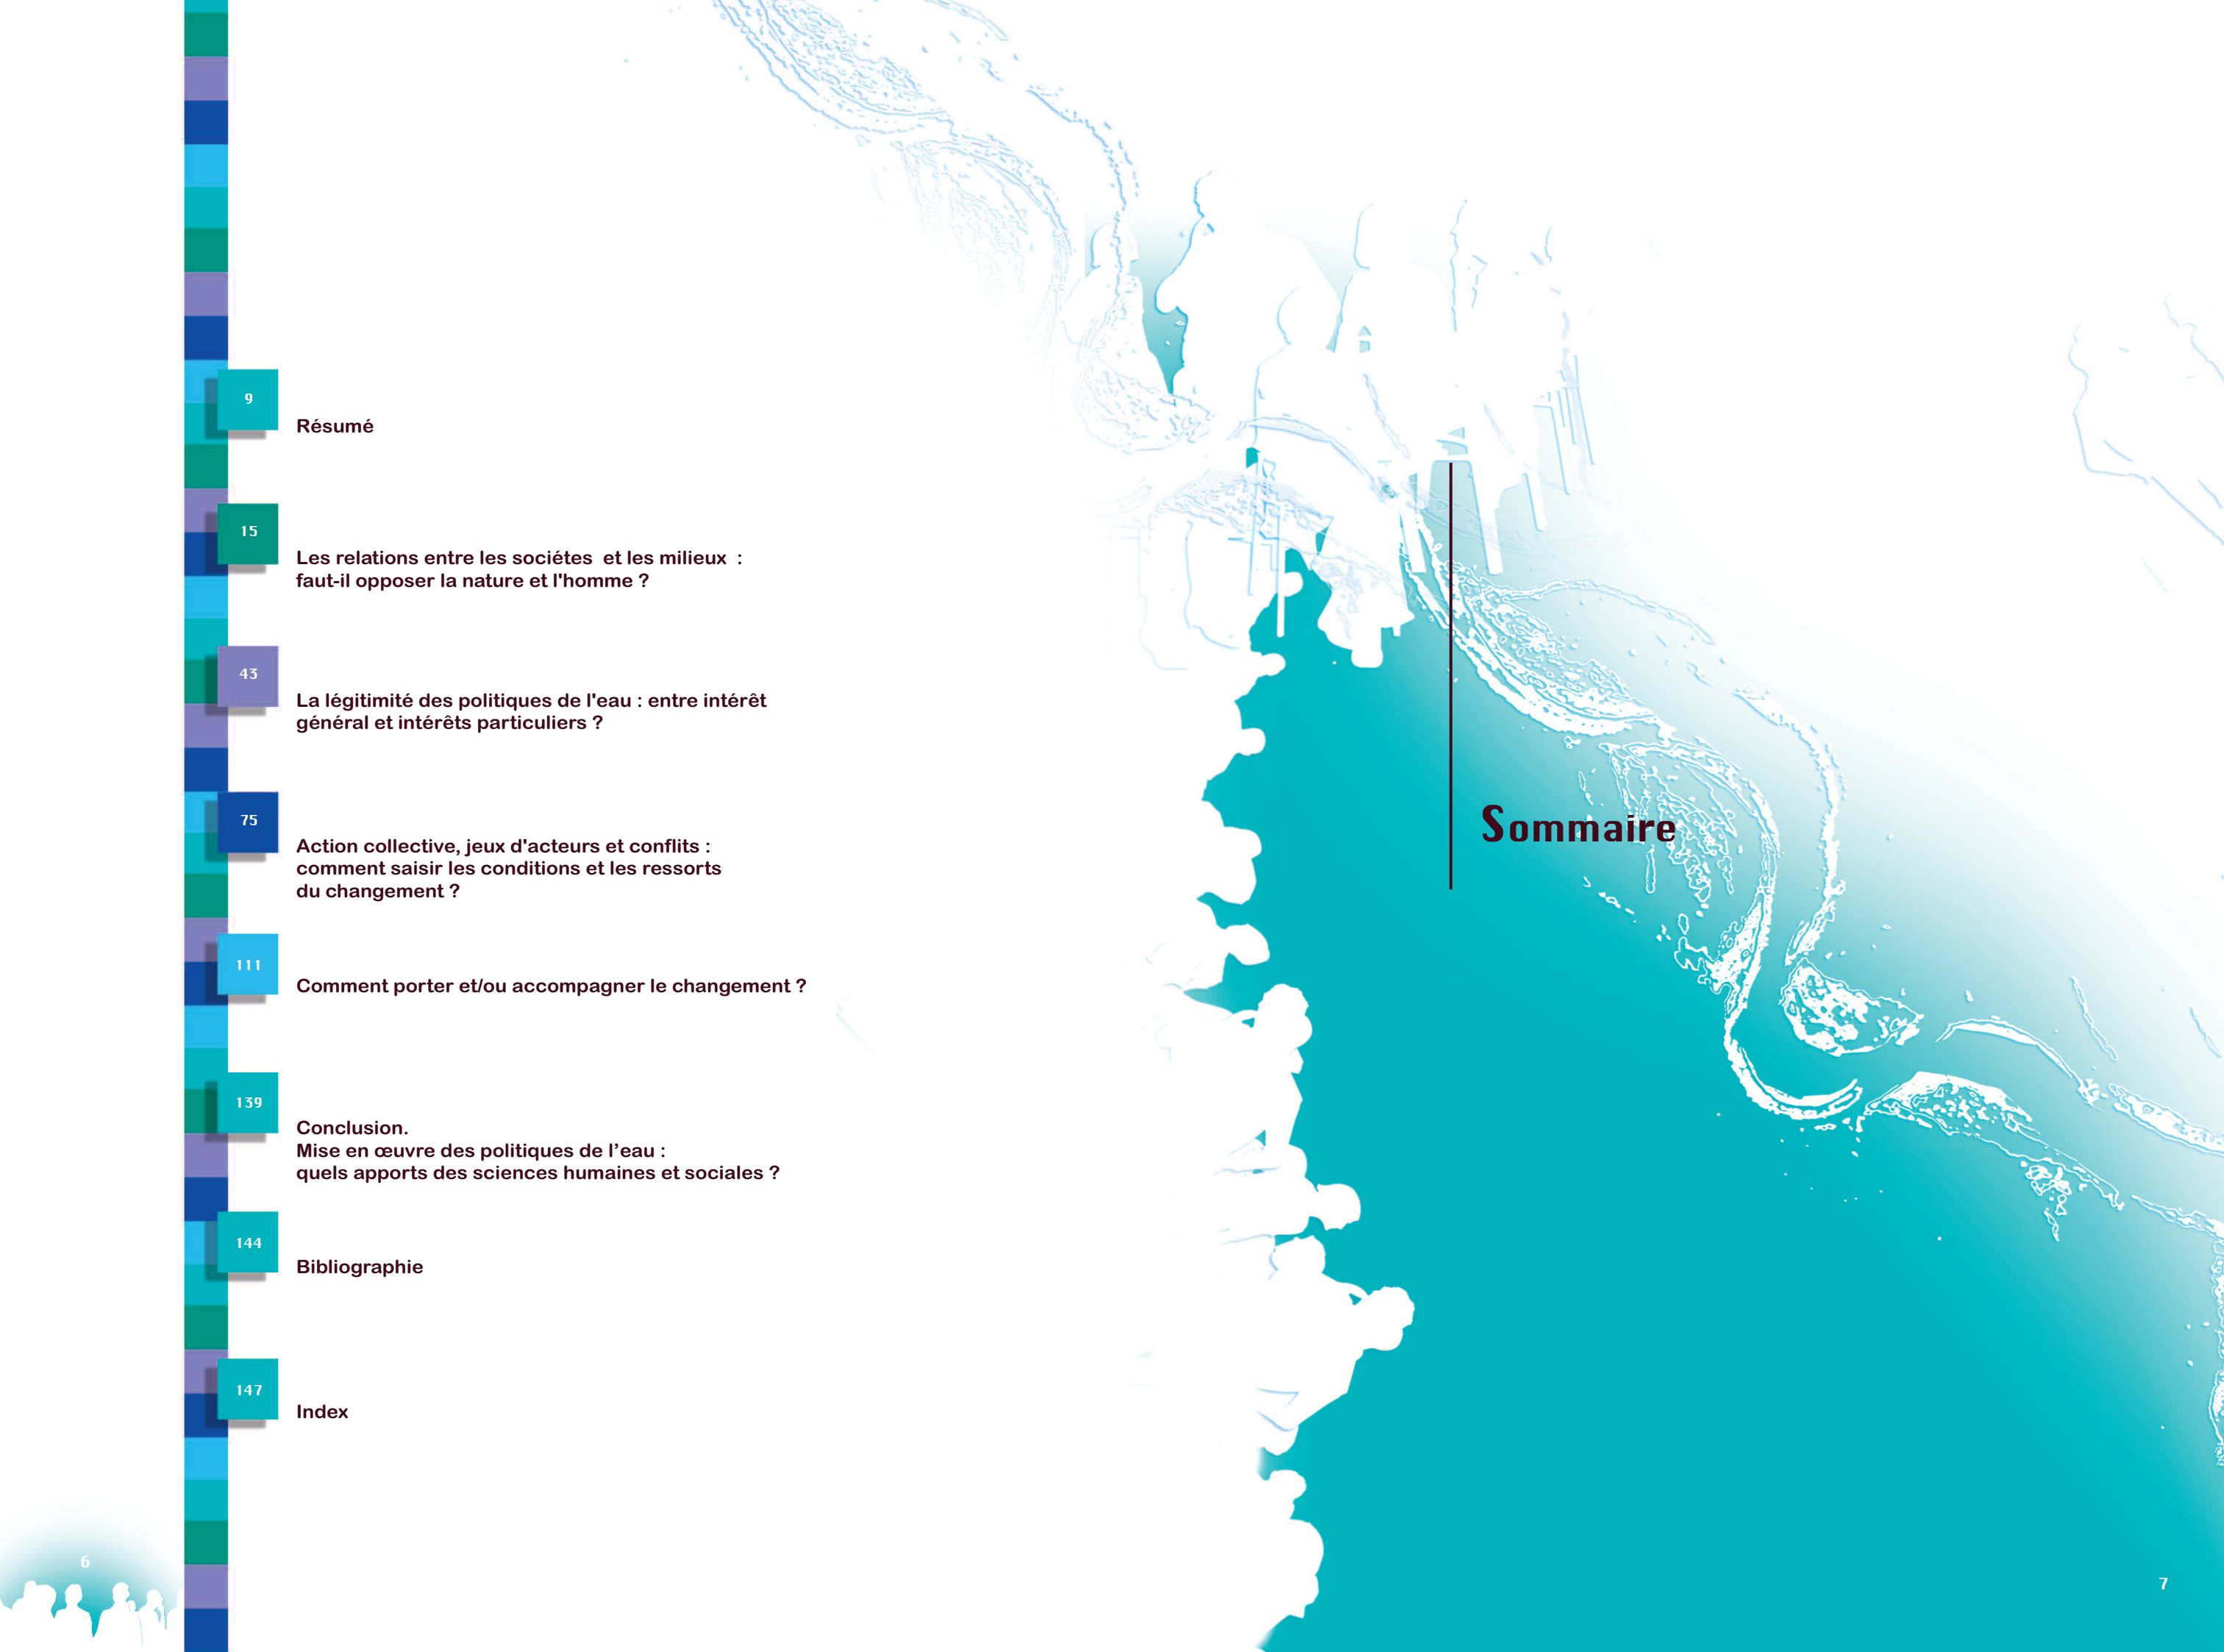 9
Résumé
15
Les relations entre les sociétes et les milieux :
faut-il opposer la nature et l'homme ?
43
La légitimité des politiques de l'eau : entre intérêt
général et intérêts particuliers ?
75
Action collective, jeux d'acteurs et conflits :
comment saisir les conditions et les ressorts
du changement ?
111
Comment porter et/ou accompagner le changement ?
139
Conclusion.
Mise en œuvre des politiques de l’eau :
quels apports des sciences humaines et sociales ?
144
Bibliographie
147
Index
6
Sommaire
7